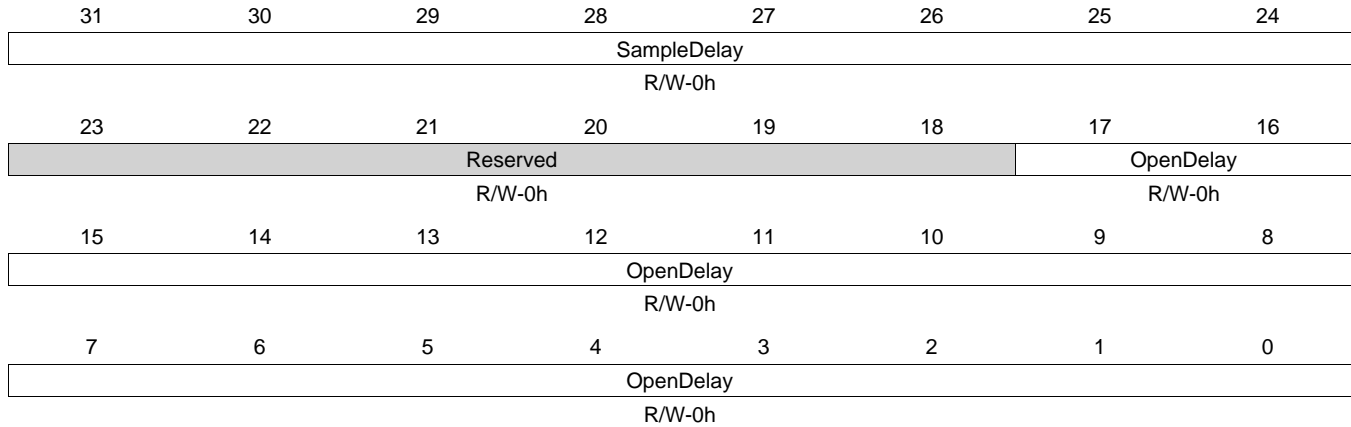 31 30 29 28 27 26 25 24
SampleDelay
R/W-0h
23 22 21 20 19 18 17 16
Reserved OpenDelay
R/W-0h R/W-0h
15 14 13 12 11 10 9 8
OpenDelay
R/W-0h
7 6 5 4 3 2 1 0
OpenDelay
R/W-0h